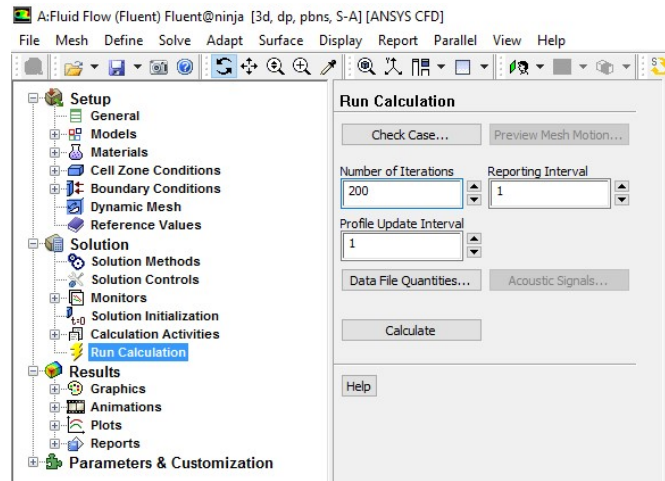 A:Fluid Flow (Fluent) Fluent@ninja [3d, dp, pbns, S-A] [ANSYS CFD]
File Mesh Define Solve Adapt Surface Display Report Parallel View Help
Setup
General
Models
Materials
Cell Zone Conditions
Boundary Conditions
Dynamic Mesh
Reference Values
Solution
Solution Methods
Solution Controls
Monitors
t=0 Solution Initialization
Calculation Activities
Run Calculation
Results
Graphics
Animations
Plots
Reports
Parameters & Customization
Run Calculation
Check Case... Preview Mesh Motion...
Number of Iterations Reporting Interval
200 1
Profile Update Interval
1
Data File Quantities... Acoustic Signals...
Calculate
Help